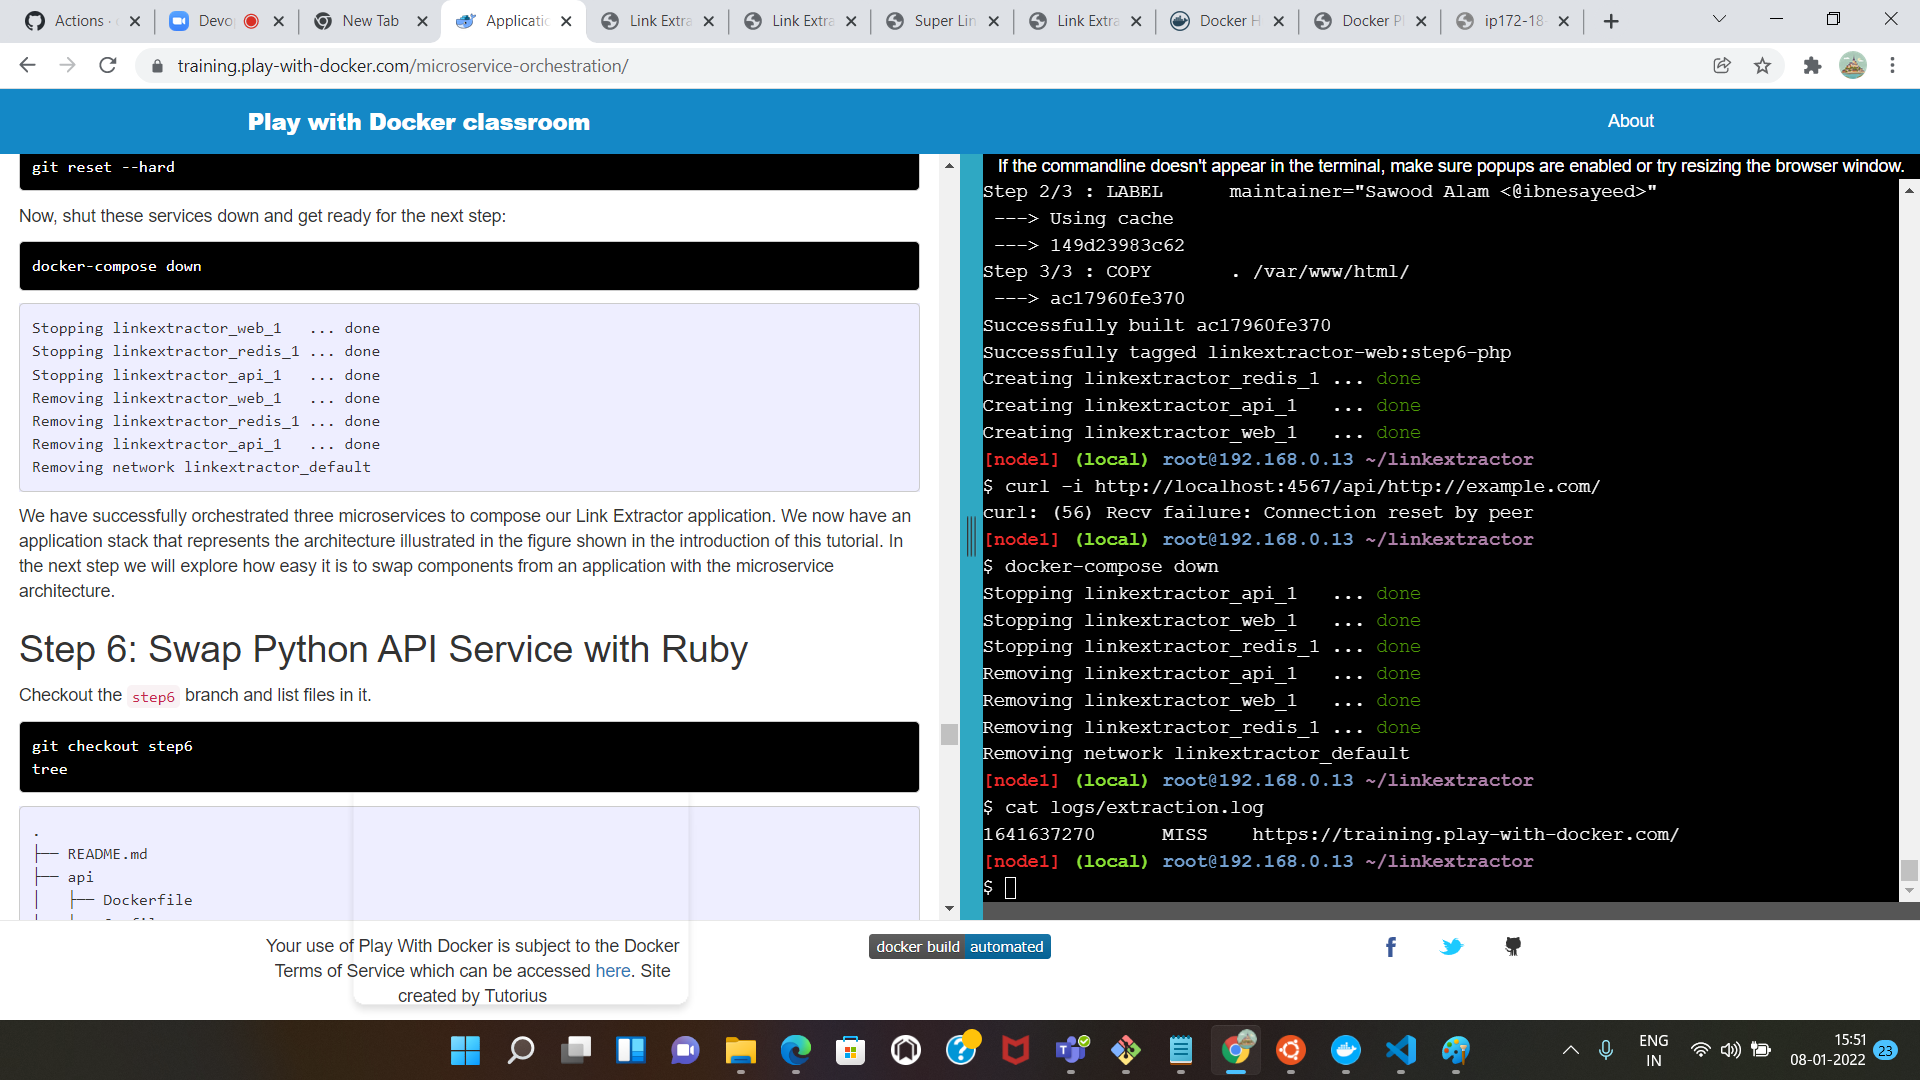 Actions
Devo
New Tab
Applicatio
Link Extra
Link Extra
Super Lin
Link Extra
Docker H
Docker P
ip172-18-
training.play-with-docker.com/microservice-orchestration/
Play with Docker classroom
About
git reset --hard
Now, shut these services down and get ready for the next step:
docker-compose down
Stopping linkextractor_web_1   ... done
Stopping linkextractor_redis_1 ... done
Stopping linkextractor_api_1   ... done
Removing linkextractor_web_1   ... done
Removing linkextractor_redis_1 ... done
Removing linkextractor_api_1   ... done
Removing network linkextractor_default
We have successfully orchestrated three microservices to compose our Link Extractor application. We now have an
application stack that represents the architecture illustrated in the figure shown in the introduction of this tutorial. In
the next step we will explore how easy it is to swap components from an application with the microservice
architecture.
Step 6: Swap Python API Service with Ruby
Checkout the step6 branch and list files in it.
git checkout step6
tree
.
├── README.md
├── api
│   ├── Dockerfile
If the commandline doesn't appear in the terminal, make sure popups are enabled or try resizing the browser window.
Step 2/3 : LABEL      maintainer="Sawood Alam <@ibnesayeed>"
 ---> Using cache
 ---> 149d23983c62
Step 3/3 : COPY       . /var/www/html/
 ---> ac17960fe370
Successfully built ac17960fe370
Successfully tagged linkextractor-web:step6-php
Creating linkextractor_redis_1 ... done
Creating linkextractor_api_1   ... done
Creating linkextractor_web_1   ... done
[node1] (local) root@192.168.0.13 ~/linkextractor
$ curl -i http://localhost:4567/api/http://example.com/
curl: (56) Recv failure: Connection reset by peer
[node1] (local) root@192.168.0.13 ~/linkextractor
$ docker-compose down
Stopping linkextractor_api_1   ... done
Stopping linkextractor_web_1   ... done
Stopping linkextractor_redis_1 ... done
Removing linkextractor_api_1   ... done
Removing linkextractor_web_1   ... done
Removing linkextractor_redis_1 ... done
Removing network linkextractor_default
[node1] (local) root@192.168.0.13 ~/linkextractor
$ cat logs/extraction.log
1641637270      MISS    https://training.play-with-docker.com/
[node1] (local) root@192.168.0.13 ~/linkextractor
$
Your use of Play With Docker is subject to the Docker
Terms of Service which can be accessed here. Site
created by Tutorius
docker build automated
ENG
IN
15:51
08-01-2022
23